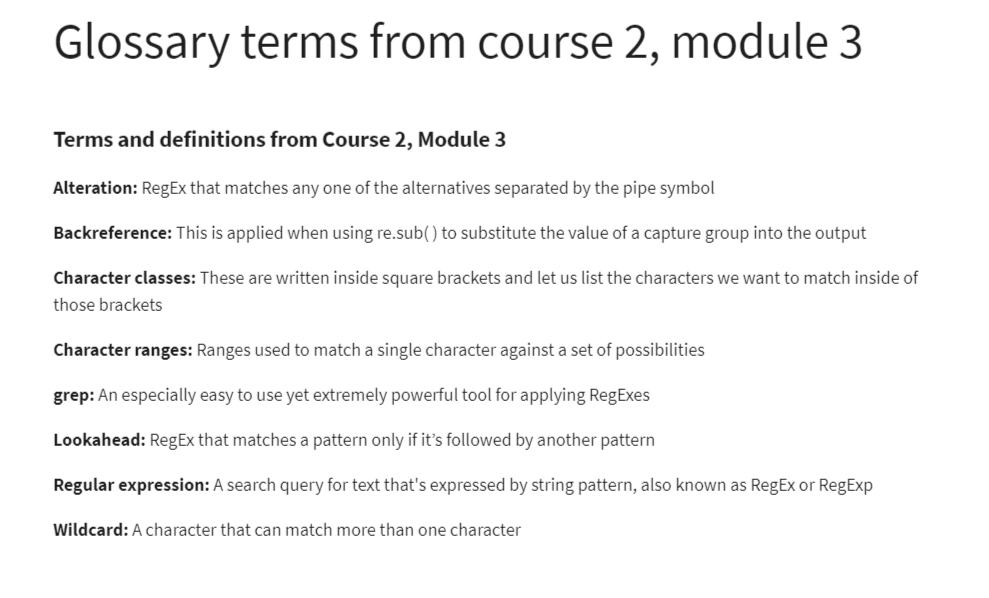 Glossary terms from course 2, module 3
Terms and definitions from Course 2, Module 3
Alteration: RegEx that matches any one of the alternatives separated by the pipe symbol
Backreference: This is applied when using re.sub( ) to substitute the value of a capture group into the output
Character classes: These are written inside square brackets and let us list the characters we want to match inside of
those brackets
Character ranges: Ranges used to match a single character against a set of possibilities
grep: An especially easy to use yet extremely powerful tool for applying RegExes
Lookahead: RegEx that matches a pattern only if it’s followed by another pattern
Regular expression: A search query for text that's expressed by string pattern, also known as RegEx or RegExp
Wildcard: A character that can match more than one character